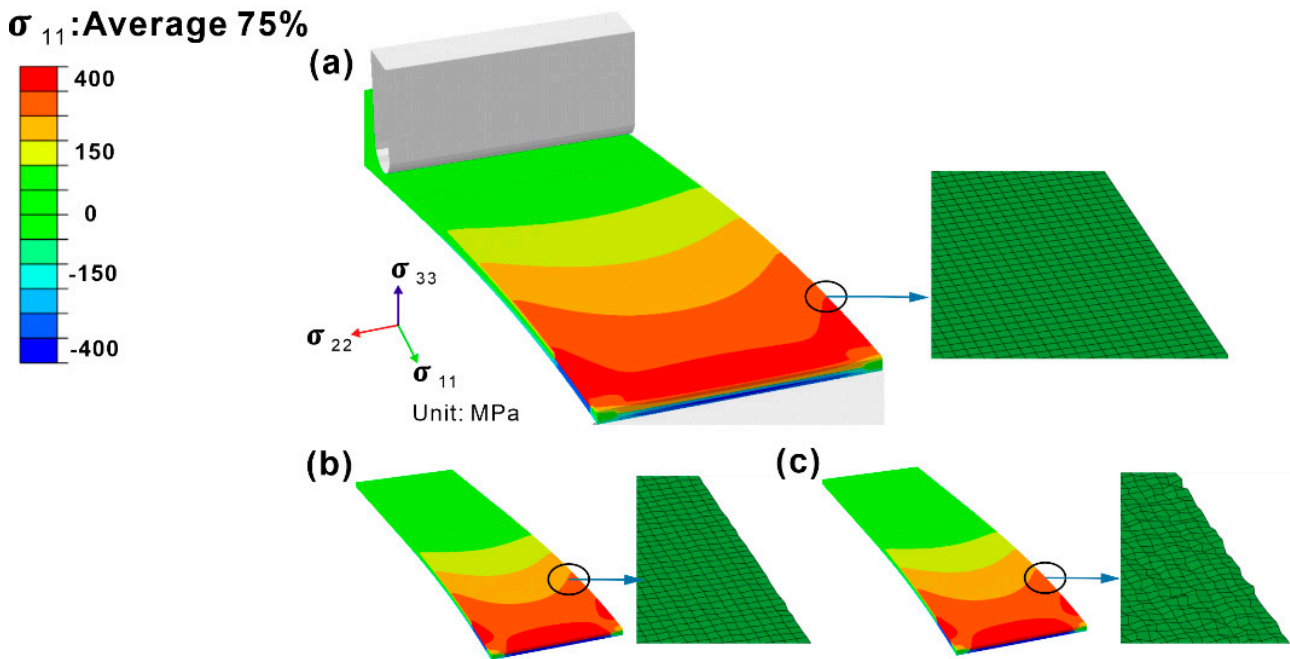 σ 11 :Average 75%
400
150
0
-150
-400
(a)
σ 33
σ 22
σ 11
Unit: MPa
(b)
(c)